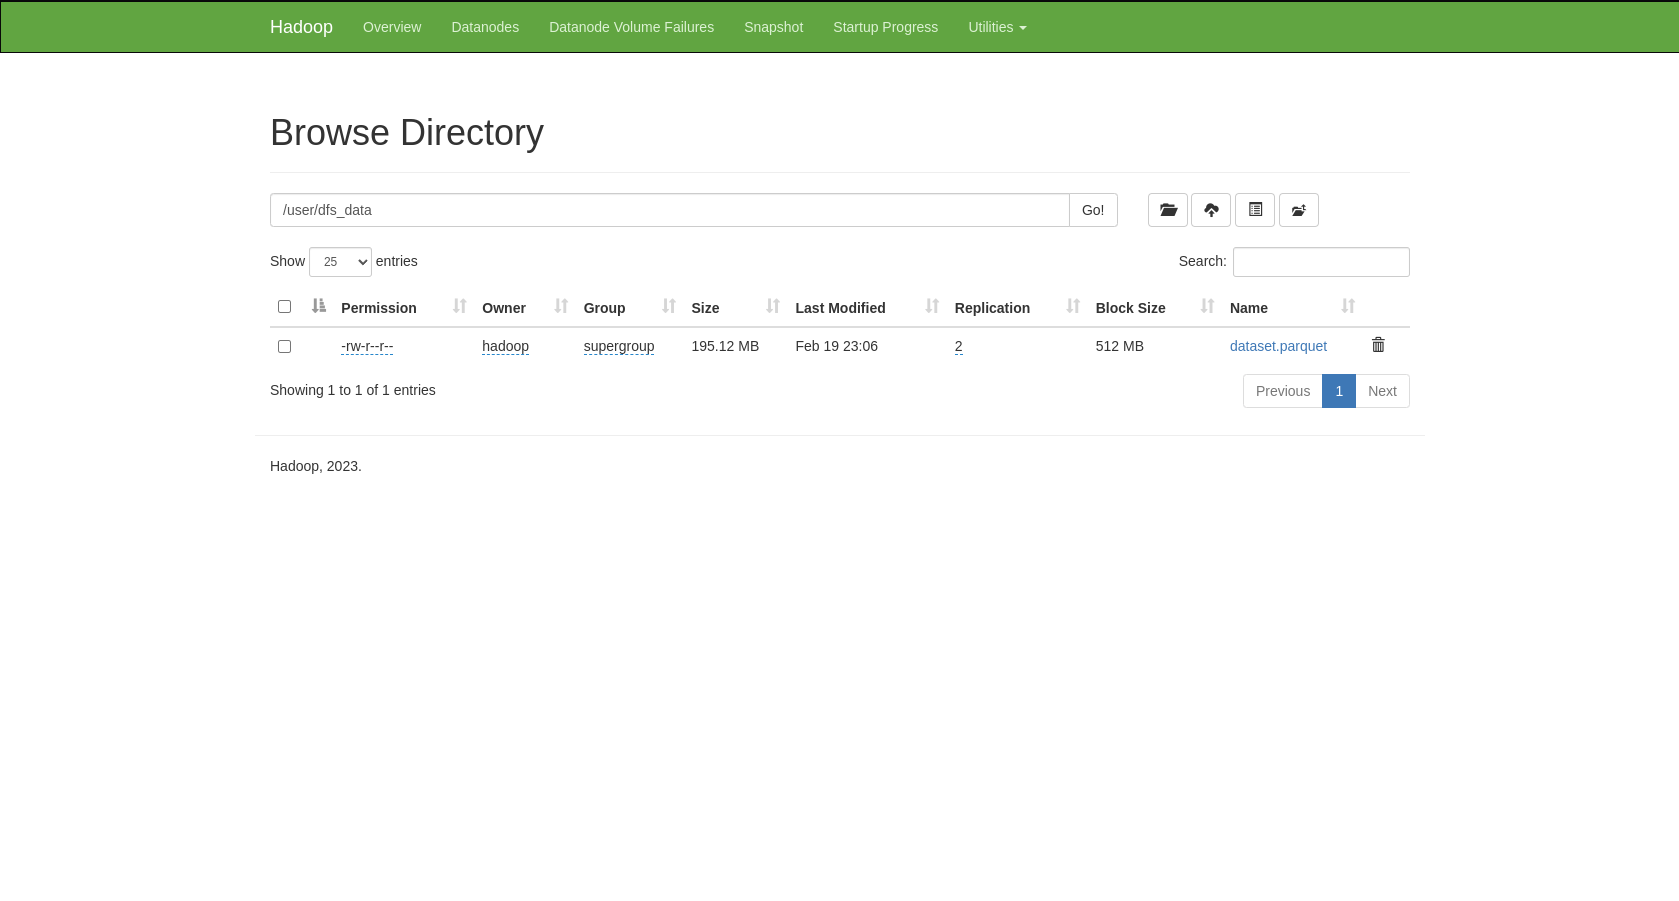 Hadoop Overview Datanodes Datanode Volume Failures Snapshot Startup Progress Utilities
Browse Directory
/user/dfs_data Go!
Show 25 entries Search:
Permission Owner Group Size Last Modified Replication Block Size Name
-rw-r--r-- hadoop supergroup 195.12 MB Feb 19 23:06 2 512 MB dataset.parquet
Showing 1 to 1 of 1 entries Previous 1 Next
Hadoop, 2023.